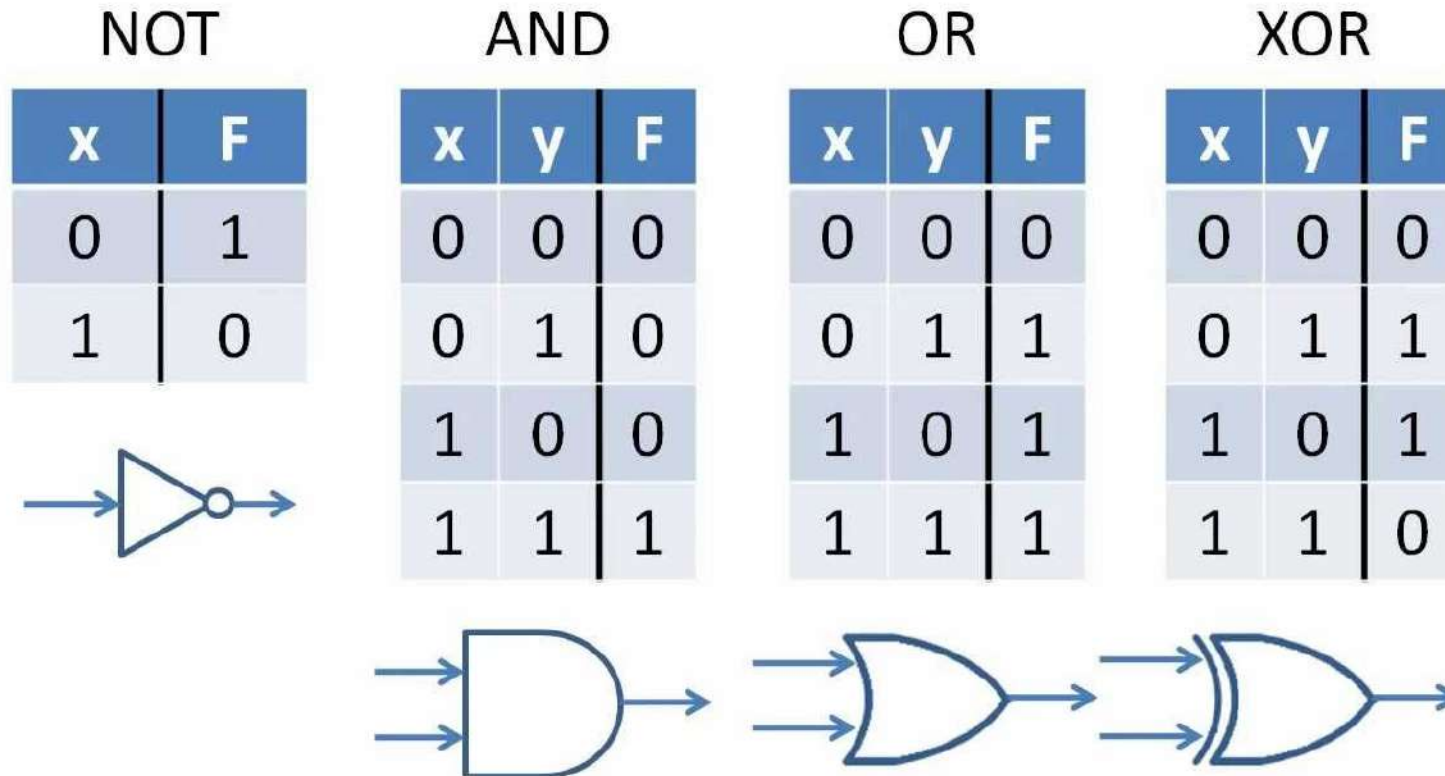 NOT AND OR XOR
x F x y F x y F x y F
0 1 0 0 0 0 0 0 0 0 0
1 0 0 1 0 0 1 1 0 1 1
1 0 0 1 0 1 1 0 1
1 1 1 1 1 1 1 1 0